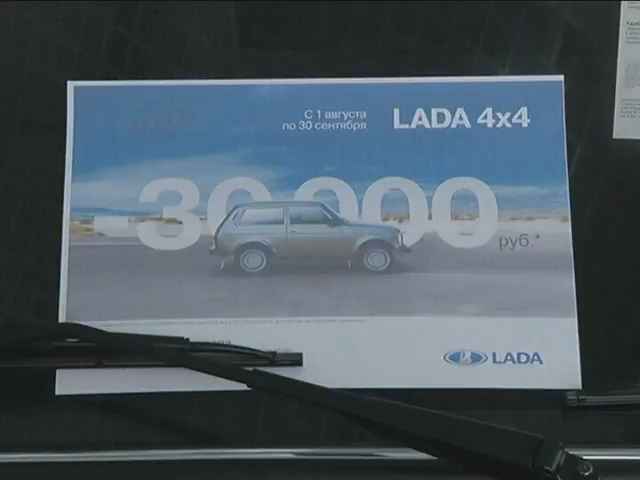 С 1 августа
по 30 сентября
LADA 4x4
-30 000
руб.*
LADA